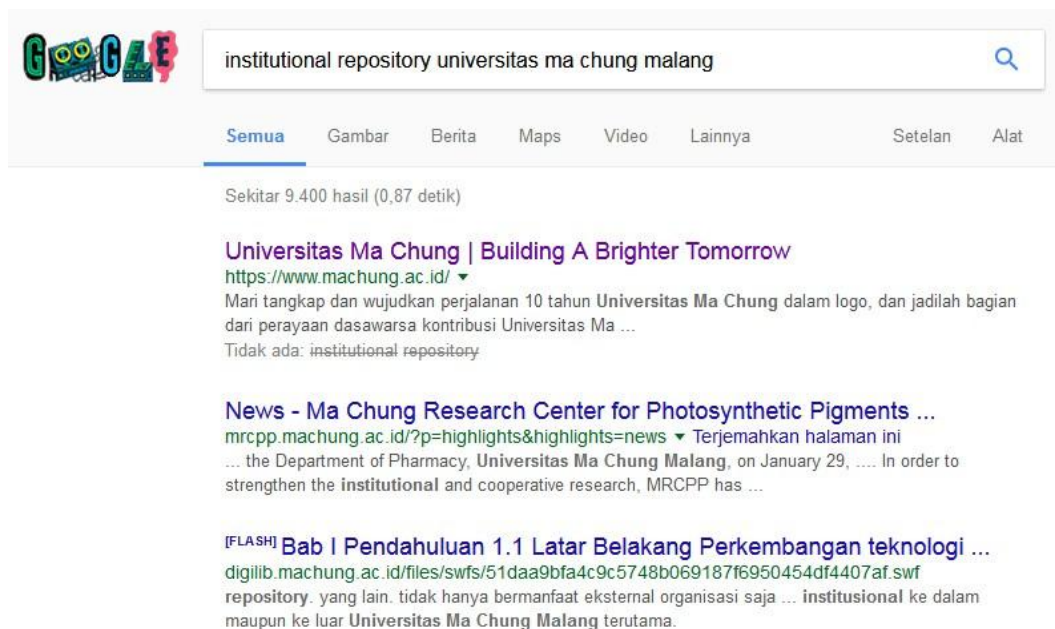 GOOGLE
institutional repository universitas ma chung malang
Semua Gambar Berita Maps Video Lainnya Setelan Alat
Sekitar 9.400 hasil (0,87 detik)
Universitas Ma Chung | Building A Brighter Tomorrow
https://www.machung.ac.id/
Mari tangkap dan wujudkan perjalanan 10 tahun Universitas Ma Chung dalam logo, dan jadilah bagian
dari perayaan dasawarsa kontribusi Universitas Ma ...
Tidak ada: institutional repository
News - Ma Chung Research Center for Photosynthetic Pigments ...
mrcpp.machung.ac.id/?p=highlights&highlights=news Terjemahkan halaman ini
... the Department of Pharmacy, Universitas Ma Chung Malang, on January 29, .... In order to
strengthen the institutional and cooperative research, MRCPP has ...
[FLASH] Bab I Pendahuluan 1.1 Latar Belakang Perkembangan teknologi ...
digilib.machung.ac.id/files/swfs/51daa9bfa4c9c5748b069187f6950454df4407af.swf
repository. yang lain. tidak hanya bermanfaat eksternal organisasi saja ... institusional ke dalam
maupun ke luar Universitas Ma Chung Malang terutama.